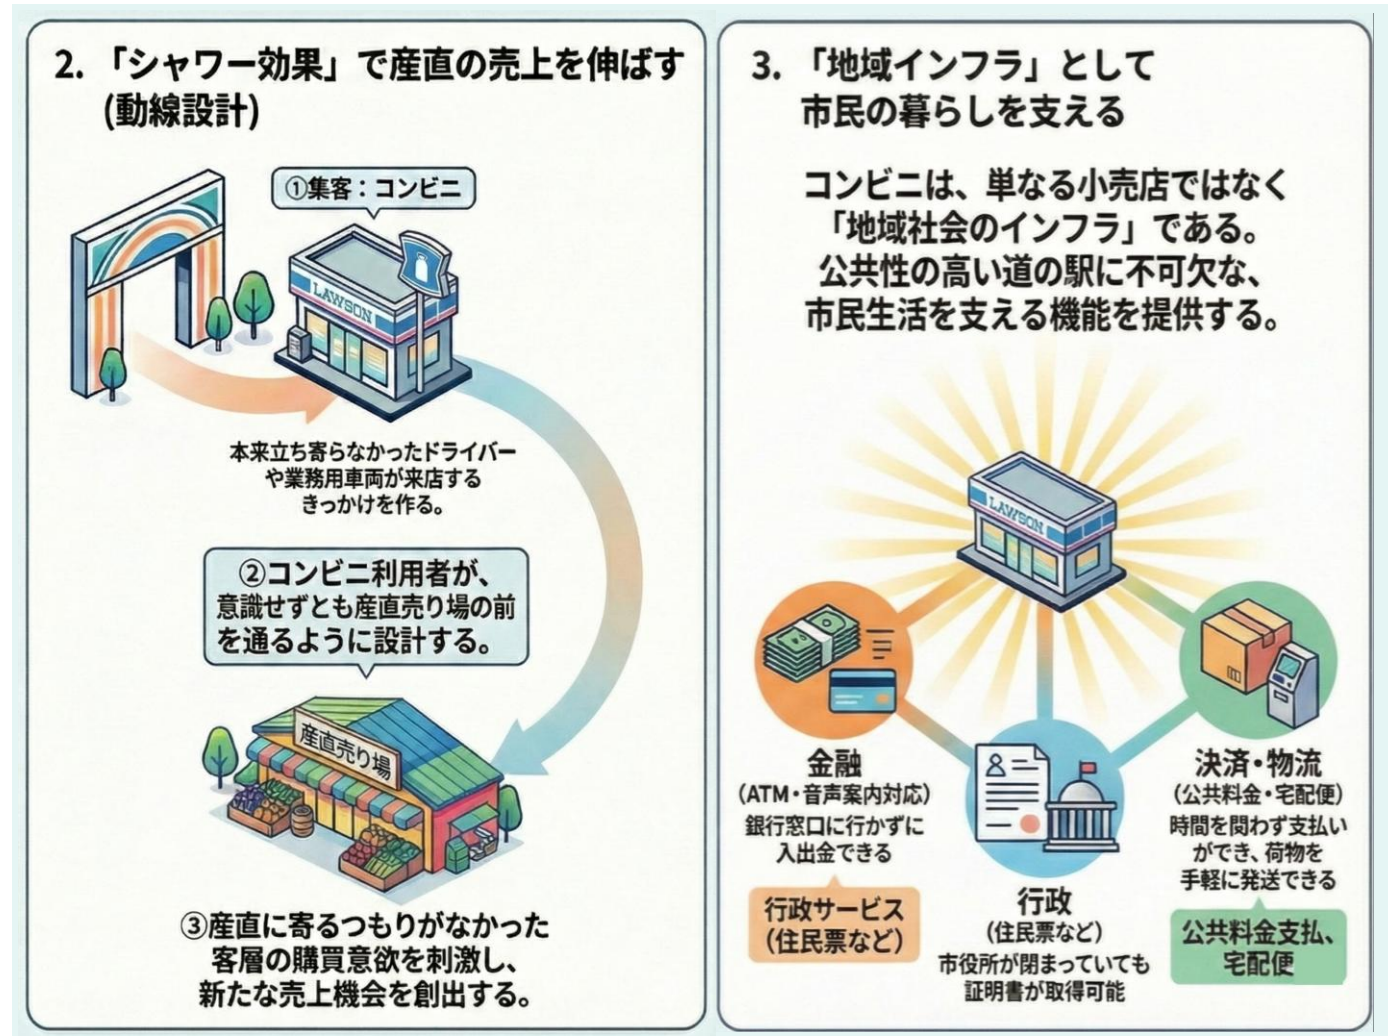 2. 「シャワー効果」で産直の売上を伸ばす
(動線設計)
①集客：コンビニ
LAWSON
本来立ち寄らなかったドライバー
や業務用車両が来店する
きっかけを作る。
②コンビニ利用者が、
意識せずとも産直売り場の前
を通るように設計する。
産直売り場
③産直に寄るつもりがなかった
客層の購買意欲を刺激し、
新たな売上機会を創出する。
3. 「地域インフラ」として
市民の暮らしを支える
コンビニは、単なる小売店ではなく
「地域社会のインフラ」である。
公共性の高い道の駅に不可欠な、
市民生活を支える機能を提供する。
LAWSON
金融
(ATM・音声案内対応)
銀行窓口に行かずに
入出金できる
行政サービス
(住民票など)
行政
(住民票など)
市役所が閉まっていても
証明書が取得可能
決済・物流
(公共料金・宅配便)
時間を問わず支払い
ができ、荷物を
手軽に発送できる
公共料金支払、
宅配便